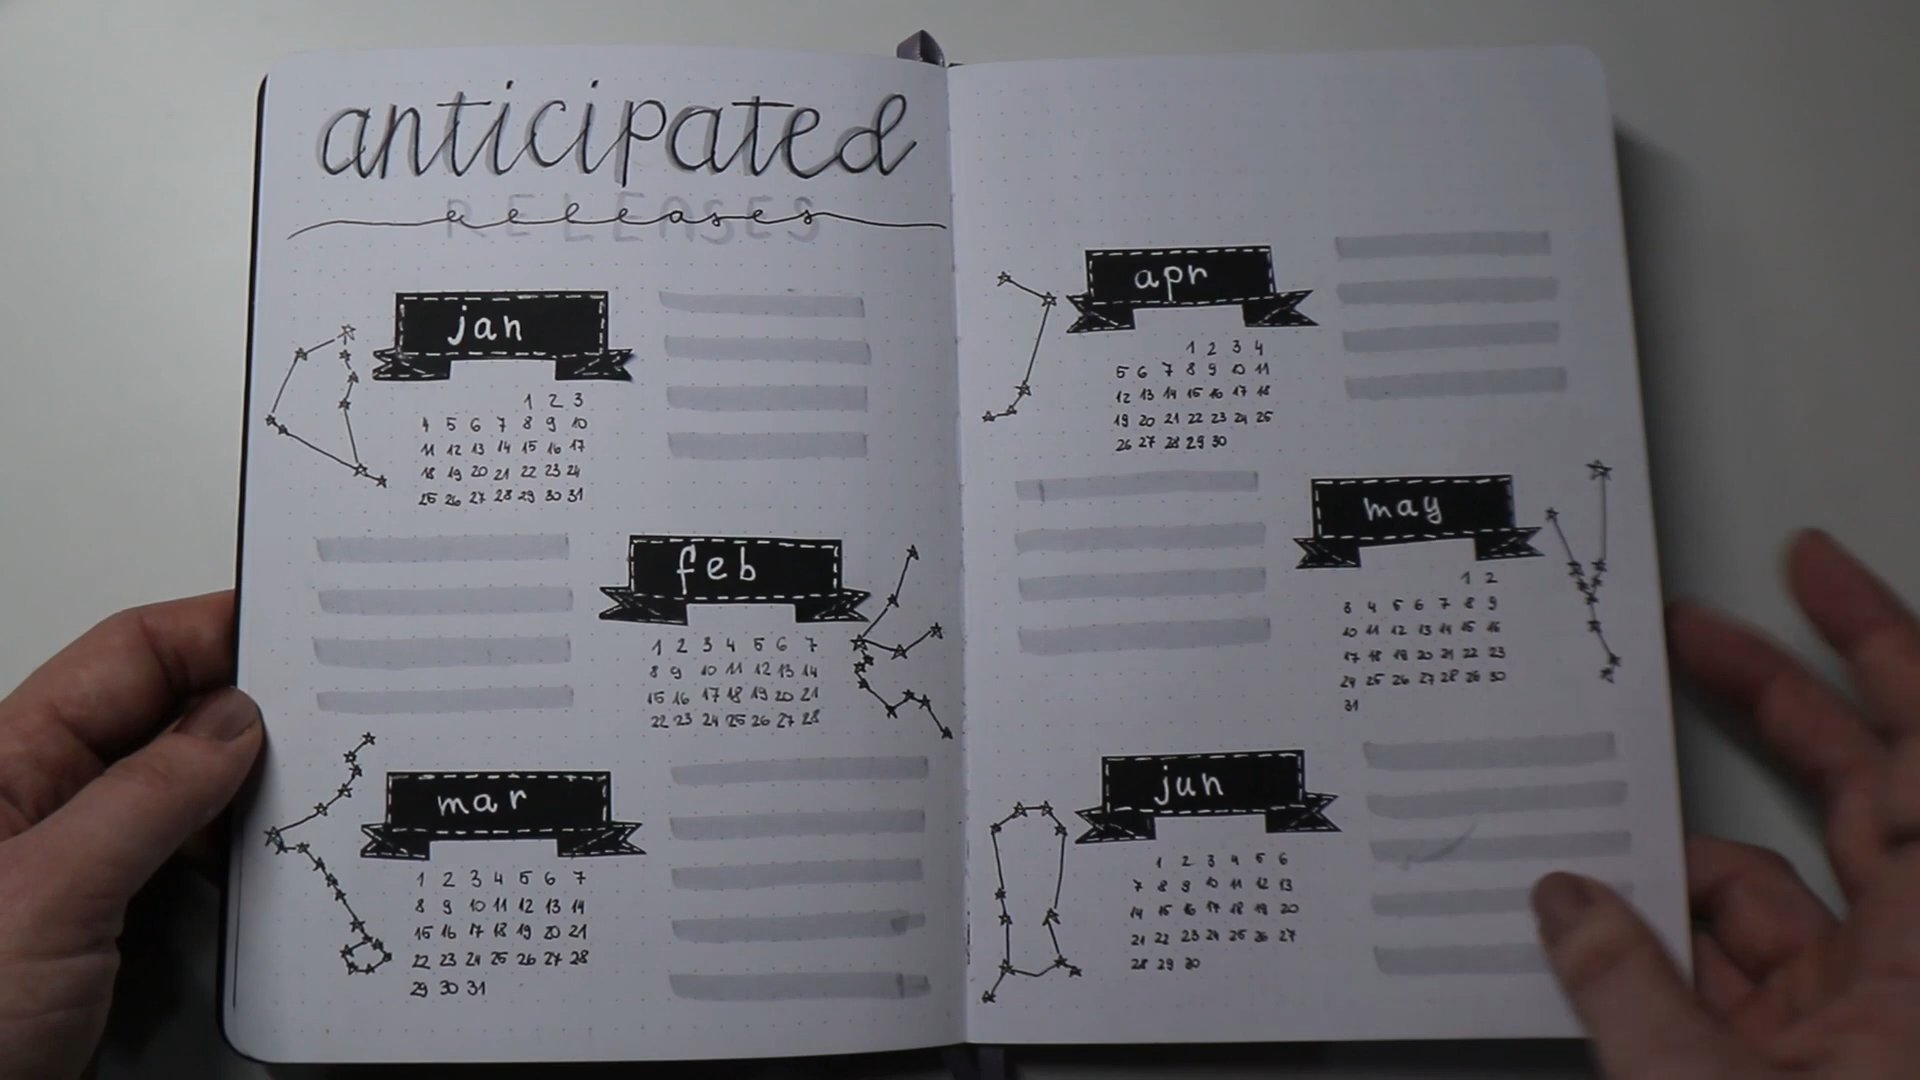 anticipated
releases
RELEASES
jan
1 2 3
4 5 6 7 8 9 10
11 12 13 14 15 16 17
18 19 20 21 22 23 24
25 26 27 28 29 30 31
feb
1 2 3 4 5 6 7
8 9 10 11 12 13 14
15 16 17 18 19 20 21
22 23 24 25 26 27 28
mar
1 2 3 4 5 6 7
8 9 10 11 12 13 14
15 16 17 18 19 20 21
22 23 24 25 26 27 28
29 30 31
apr
1 2 3 4
5 6 7 8 9 10 11
12 13 14 15 16 17 18
19 20 21 22 23 24 25
26 27 28 29 30
may
1 2
3 4 5 6 7 8 9
10 11 12 13 14 15 16
17 18 19 20 21 22 23
24 25 26 27 28 29 30
31
jun
1 2 3 4 5 6
7 8 9 10 11 12 13
14 15 16 17 18 19 20
21 22 23 24 25 26 27
28 29 30